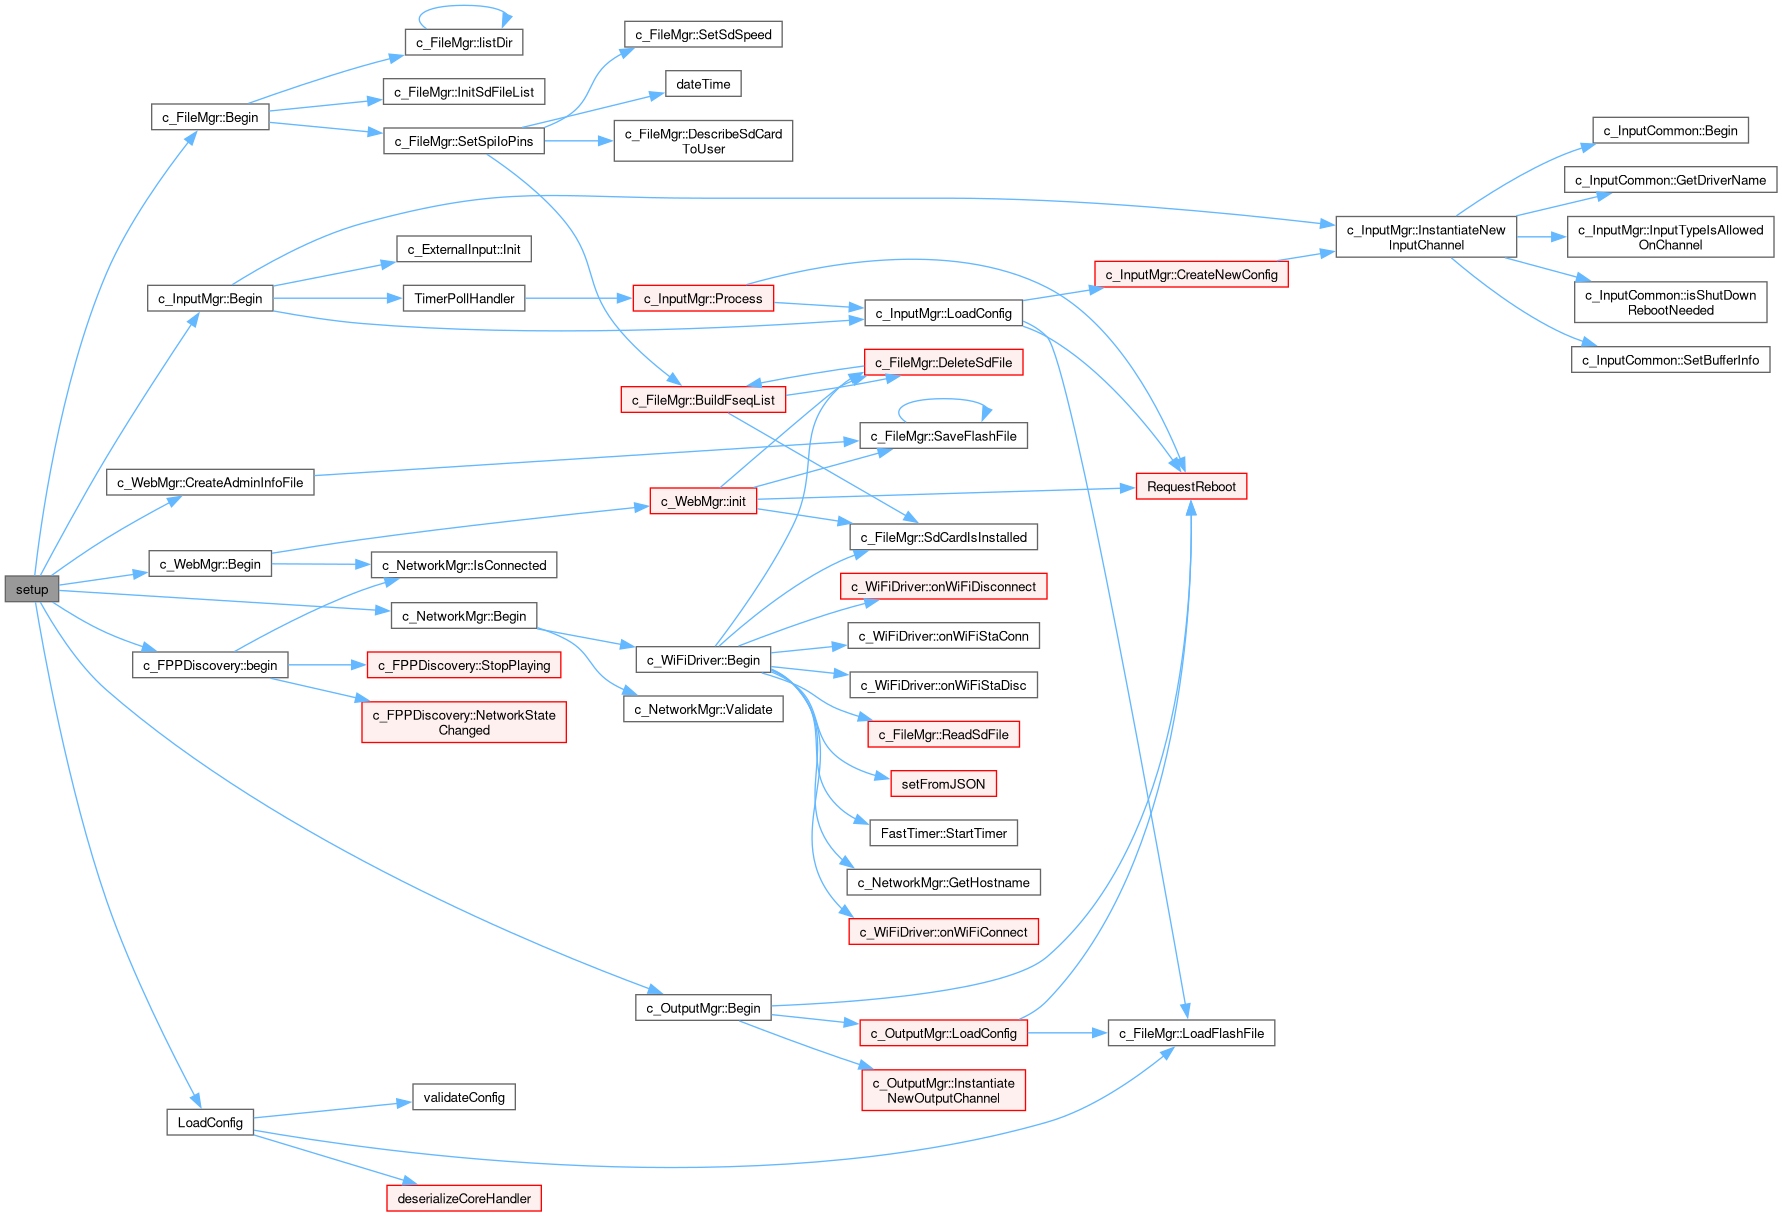 setup
c_FileMgr::Begin
c_FileMgr::listDir
c_FileMgr::InitSdFileList
c_FileMgr::SetSpiIoPins
c_FileMgr::SetSdSpeed
dateTime
c_FileMgr::DescribeSdCard
ToUser
c_InputMgr::Begin
c_ExternalInput::Init
TimerPollHandler
c_InputMgr::Process
c_InputMgr::LoadConfig
c_InputMgr::CreateNewConfig
c_InputMgr::InstantiateNew
InputChannel
c_InputCommon::Begin
c_InputCommon::GetDriverName
c_InputMgr::InputTypeIsAllowed
OnChannel
c_InputCommon::isShutDown
RebootNeeded
c_InputCommon::SetBufferInfo
c_FileMgr::BuildFseqList
c_FileMgr::DeleteSdFile
c_FileMgr::SaveFlashFile
c_WebMgr::CreateAdminInfoFile
c_WebMgr::init
RequestReboot
c_FileMgr::SdCardIsInstalled
c_WebMgr::Begin
c_NetworkMgr::IsConnected
c_NetworkMgr::Begin
c_FPPDiscovery::begin
c_FPPDiscovery::StopPlaying
c_FPPDiscovery::NetworkState
Changed
c_WiFiDriver::Begin
c_NetworkMgr::Validate
c_WiFiDriver::onWiFiDisconnect
c_WiFiDriver::onWiFiStaConn
c_WiFiDriver::onWiFiStaDisc
c_FileMgr::ReadSdFile
setFromJSON
FastTimer::StartTimer
c_NetworkMgr::GetHostname
c_WiFiDriver::onWiFiConnect
c_OutputMgr::Begin
c_OutputMgr::LoadConfig
c_FileMgr::LoadFlashFile
c_OutputMgr::Instantiate
NewOutputChannel
LoadConfig
validateConfig
deserializeCoreHandler